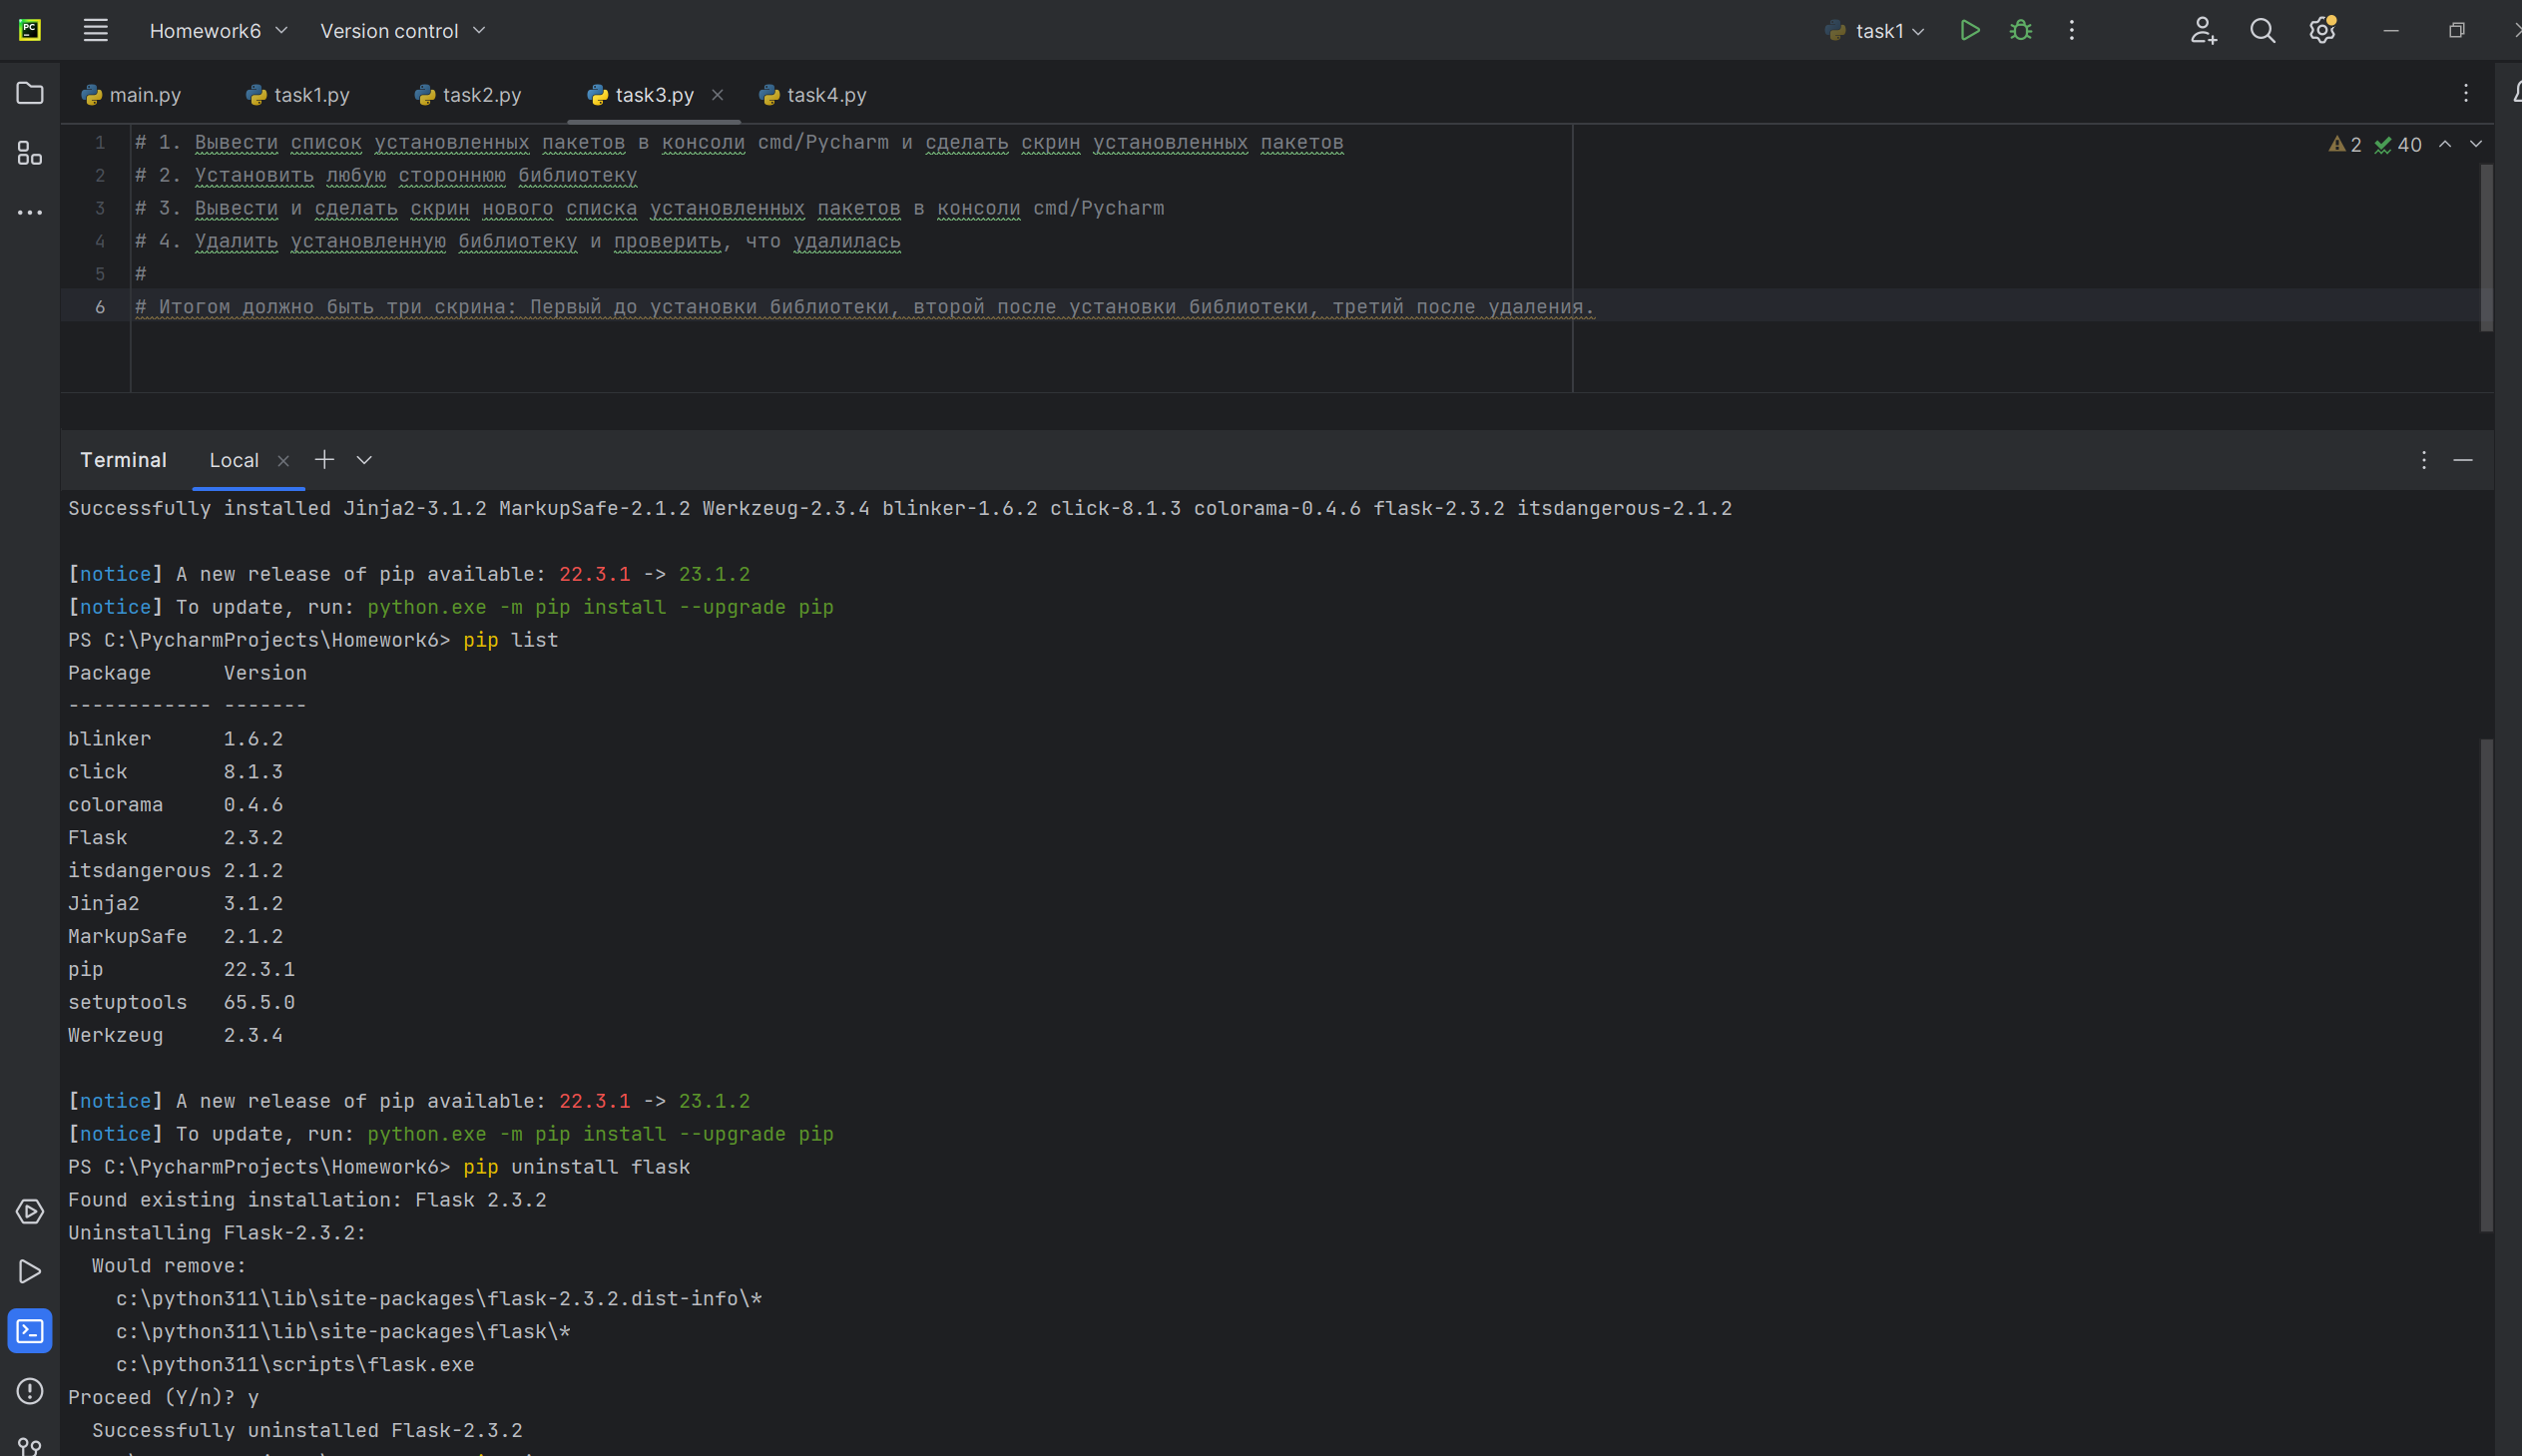 Homework6 Version control task1
main.py task1.py task2.py task3.py task4.py
1 # 1. Вывести список установленных пакетов в консоли cmd/Pycharm и сделать скрин установленных пакетов
2 40
2 # 2. Установить любую стороннюю библиотеку
3 # 3. Вывести и сделать скрин нового списка установленных пакетов в консоли cmd/Pycharm
4 # 4. Удалить установленную библиотеку и проверить, что удалилась
5 #
6 # Итогом должно быть три скрина: Первый до установки библиотеки, второй после установки библиотеки, третий после удаления.
Terminal Local
Successfully installed Jinja2-3.1.2 MarkupSafe-2.1.2 Werkzeug-2.3.4 blinker-1.6.2 click-8.1.3 colorama-0.4.6 flask-2.3.2 itsdangerous-2.1.2
[notice] A new release of pip available: 22.3.1 -> 23.1.2
[notice] To update, run: python.exe -m pip install --upgrade pip
PS C:\PycharmProjects\Homework6> pip list
Package Version
------------ -------
blinker 1.6.2
click 8.1.3
colorama 0.4.6
Flask 2.3.2
itsdangerous 2.1.2
Jinja2 3.1.2
MarkupSafe 2.1.2
pip 22.3.1
setuptools 65.5.0
Werkzeug 2.3.4
[notice] A new release of pip available: 22.3.1 -> 23.1.2
[notice] To update, run: python.exe -m pip install --upgrade pip
PS C:\PycharmProjects\Homework6> pip uninstall flask
Found existing installation: Flask 2.3.2
Uninstalling Flask-2.3.2:
Would remove:
c:\python311\lib\site-packages\flask-2.3.2.dist-info\*
c:\python311\lib\site-packages\flask\*
c:\python311\scripts\flask.exe
Proceed (Y/n)? y
Successfully uninstalled Flask-2.3.2